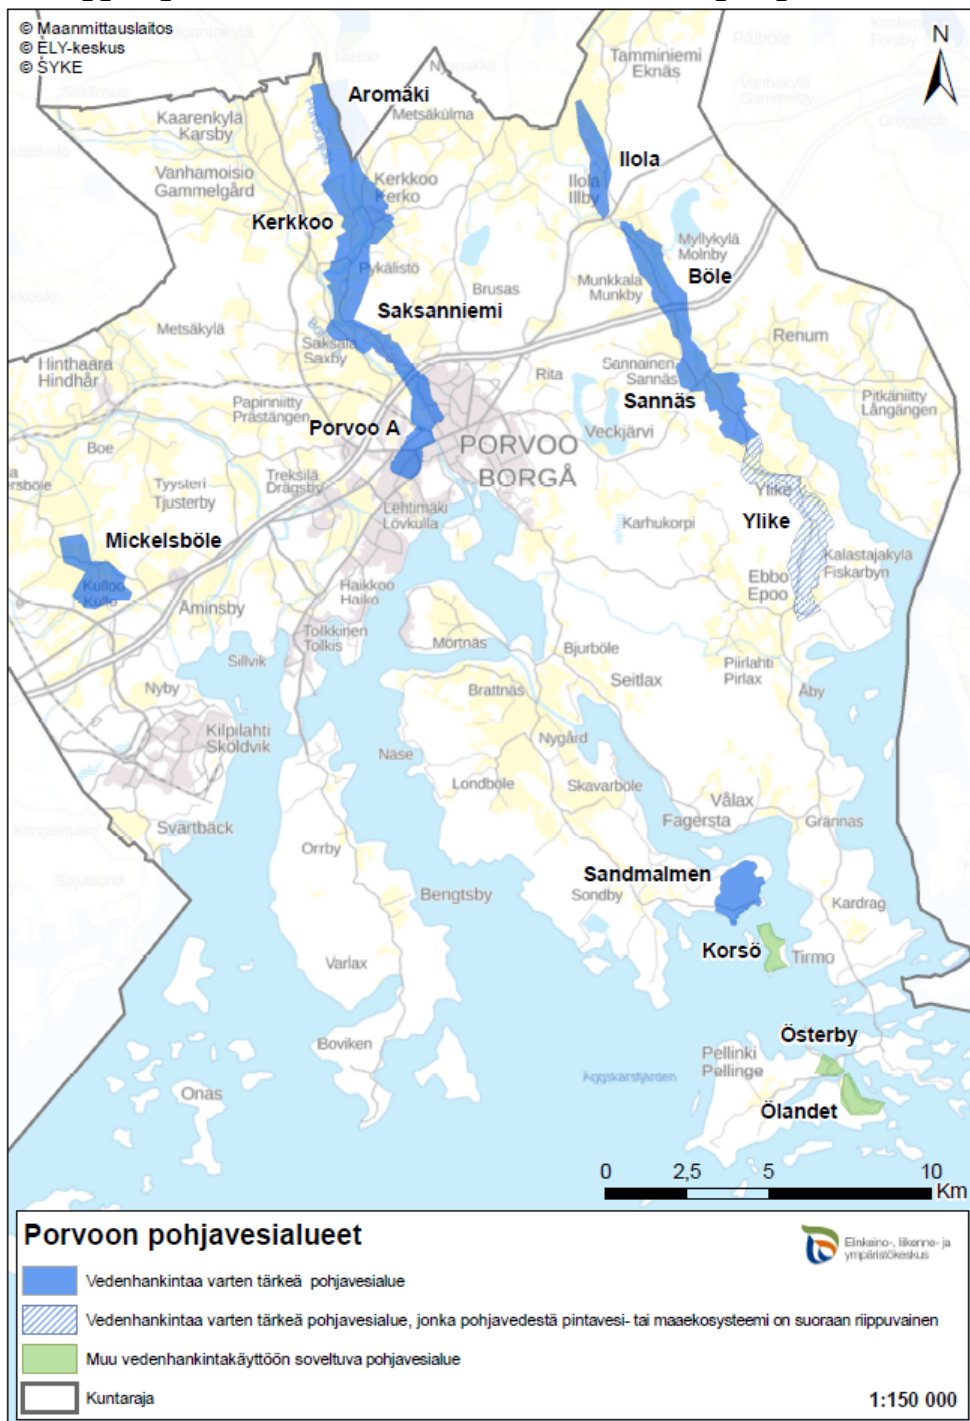 © Maanmittauslaitos
© ELY-keskus
© SYKE
N
Tamminiemi
Eknäs
Aromäki
Metsäkulma
Kaarenkylä
Karsby
Ilola
Ilola
Illby
Vanhamoisio
Gammelgård
Kerkkoo
Kerko
Kerkkoo
Myllykylä
Molnby
Pykälistö
Böle
Munkkala
Munkby
Brusas
Saksanniemi
Metsäkylä
Saksala
Saxby
Renum
Hinthaara
Hindhår
Sannainen
Sannäs
Rita
Pitkäniitty
Långängen
Papinniitty
Prästängen
Sannäs
Porvoo A
Veckjärvi
Boe
PORVOO
BORGÅ
Treksilä
Drägsby
Tyysteri
Tjusterby
Ylike
Lehtimäki
Lövkulla
Karhukorpi
Ylike
Mickelsböle
Kalastajakylä
Fiskarbyn
Kulloo
Kullo
Haikkoo
Haiko
Ebbo
Epoo
Åminsby
Tolkkinen
Tolkis
Mörtnäs
Bjurböle
Sillvik
Piirlahti
Pirlax
Seitlax
Nyby
Brattnäs
Åby
Kilpilahti
Sköldvik
Nygård
Nase
Londböle
Skavarböle
Vålax
Svartbäck
Fagersta
Grännäs
Orrby
Sandmalmen
Bengtsby
Sondby
Kardrag
Korsö
Tirmo
Varlax
Österby
Boviken
Pellinki
Pellinge
Onas
Ölandet
0 2,5 5 10
Km
Porvoon pohjavesialueet
Elinkeino-, liikenne- ja
ympäristökeskus
Vedenhankintaa varten tärkeä pohjavesialue
Vedenhankintaa varten tärkeä pohjavesialue, jonka pohjavedestä pintavesi- tai maaekosysteemi on suoraan riippuvainen
Muu vedenhankintakäyttöön soveltuva pohjavesialue
Kuntaraja
1:150 000